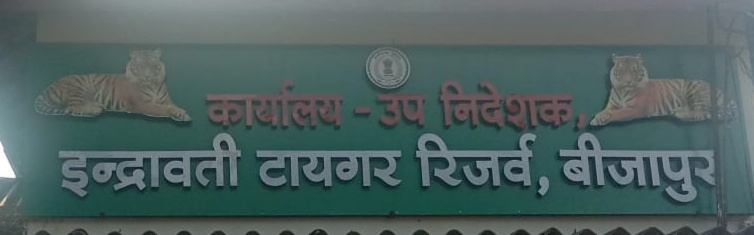 कार्यालय - उप निदेशक,
इन्द्रावती टायगर रिजर्व, बीजापुर